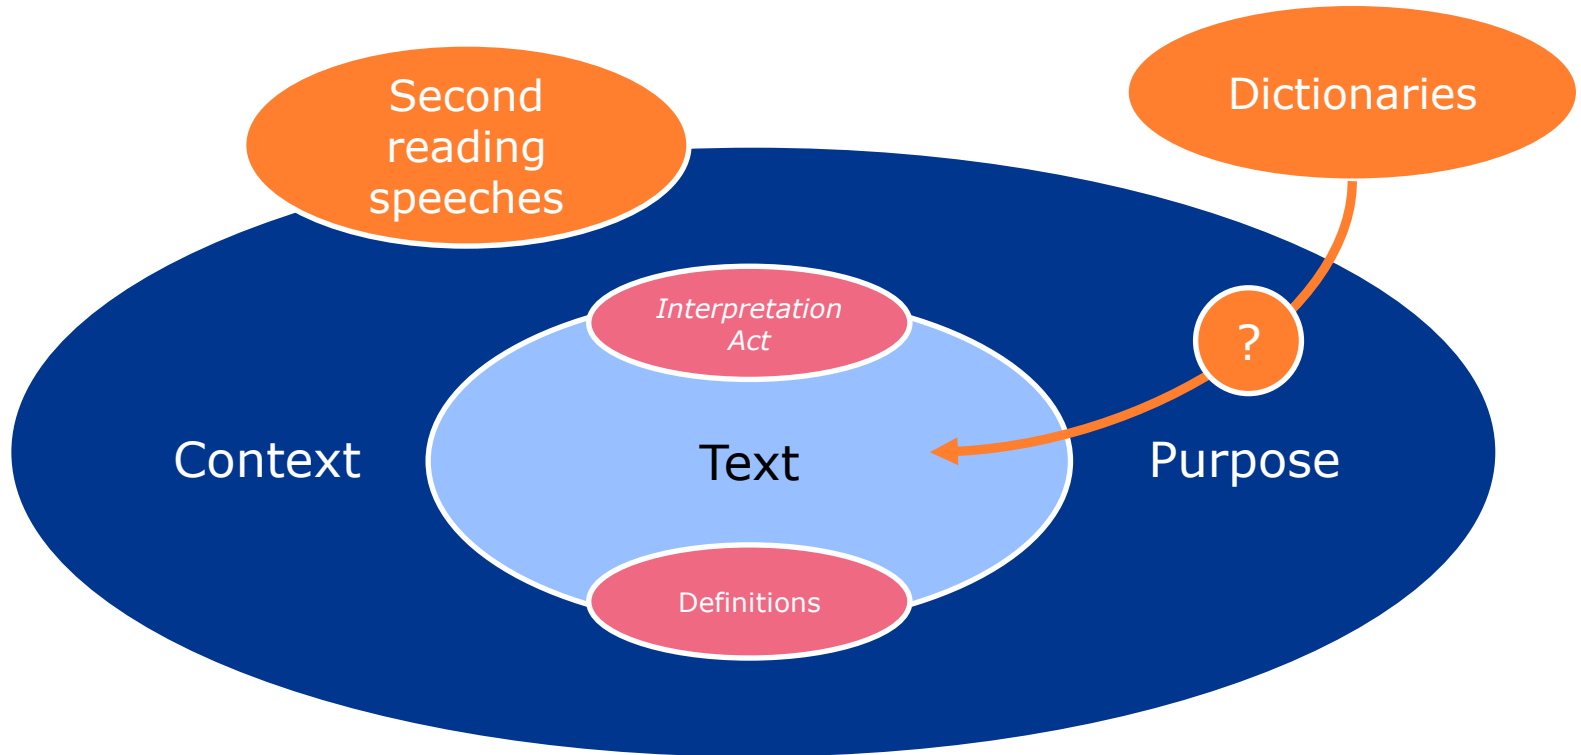 Second
reading
speeches
Dictionaries
Interpretation
Act
?
Context
Text
Purpose
Definitions